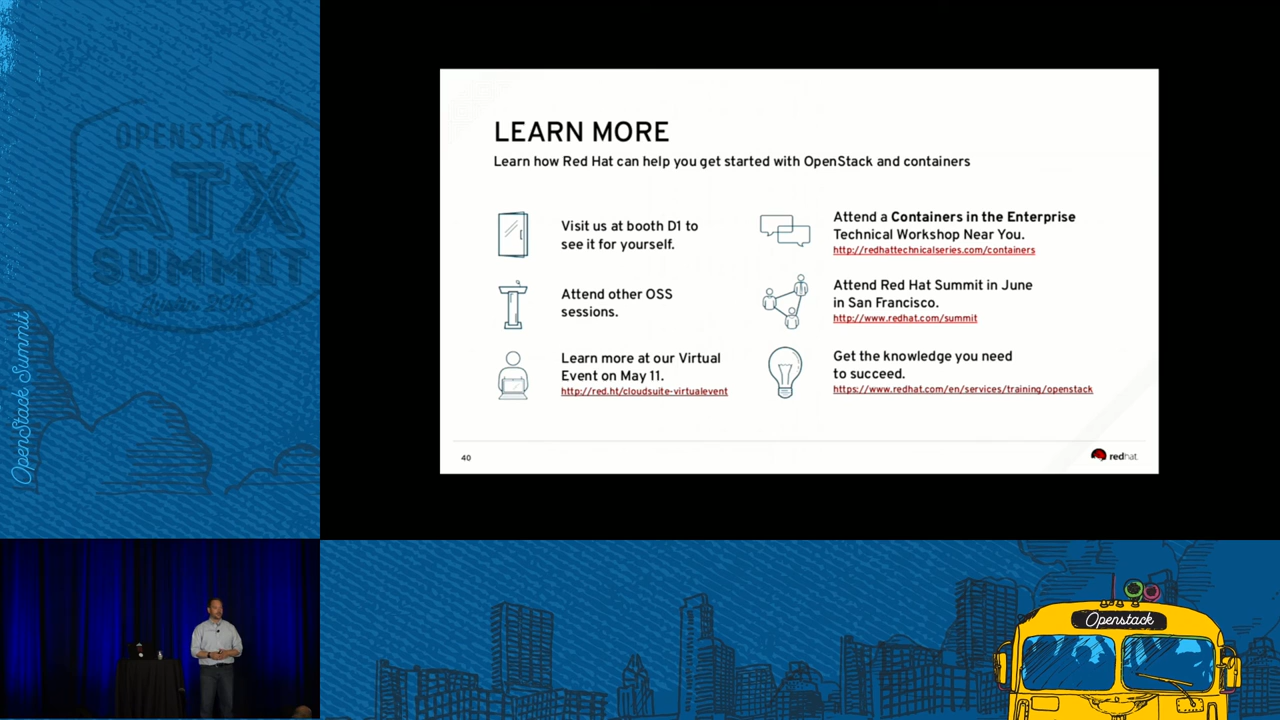 OPENSTACK
ATX
SUMMIT
OpenStack Summit
LEARN MORE
Learn how Red Hat can help you get started with OpenStack and containers
Visit us at booth D1 to
see it for yourself.
Attend other OSS
sessions.
Learn more at our Virtual
Event on May 11.
http://red.ht/cloudsuite-virtualevent
Attend a Containers in the Enterprise
Technical Workshop Near You.
http://redhattechnicalseries.com/containers
Attend Red Hat Summit in June
in San Francisco.
http://www.redhat.com/summit
Get the knowledge you need
to succeed.
https://www.redhat.com/en/services/training/openstack
40
redhat.
Openstack